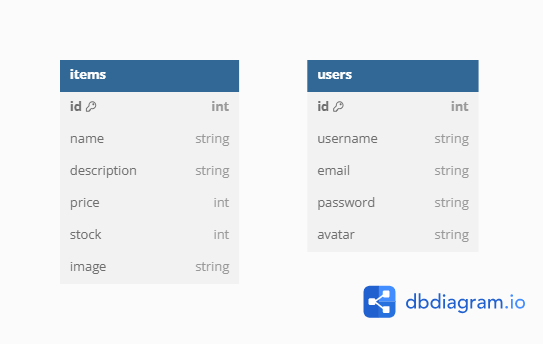 items
id int
name string
description string
price int
stock int
image string
users
id int
username string
email string
password string
avatar string
dbdiagram.io